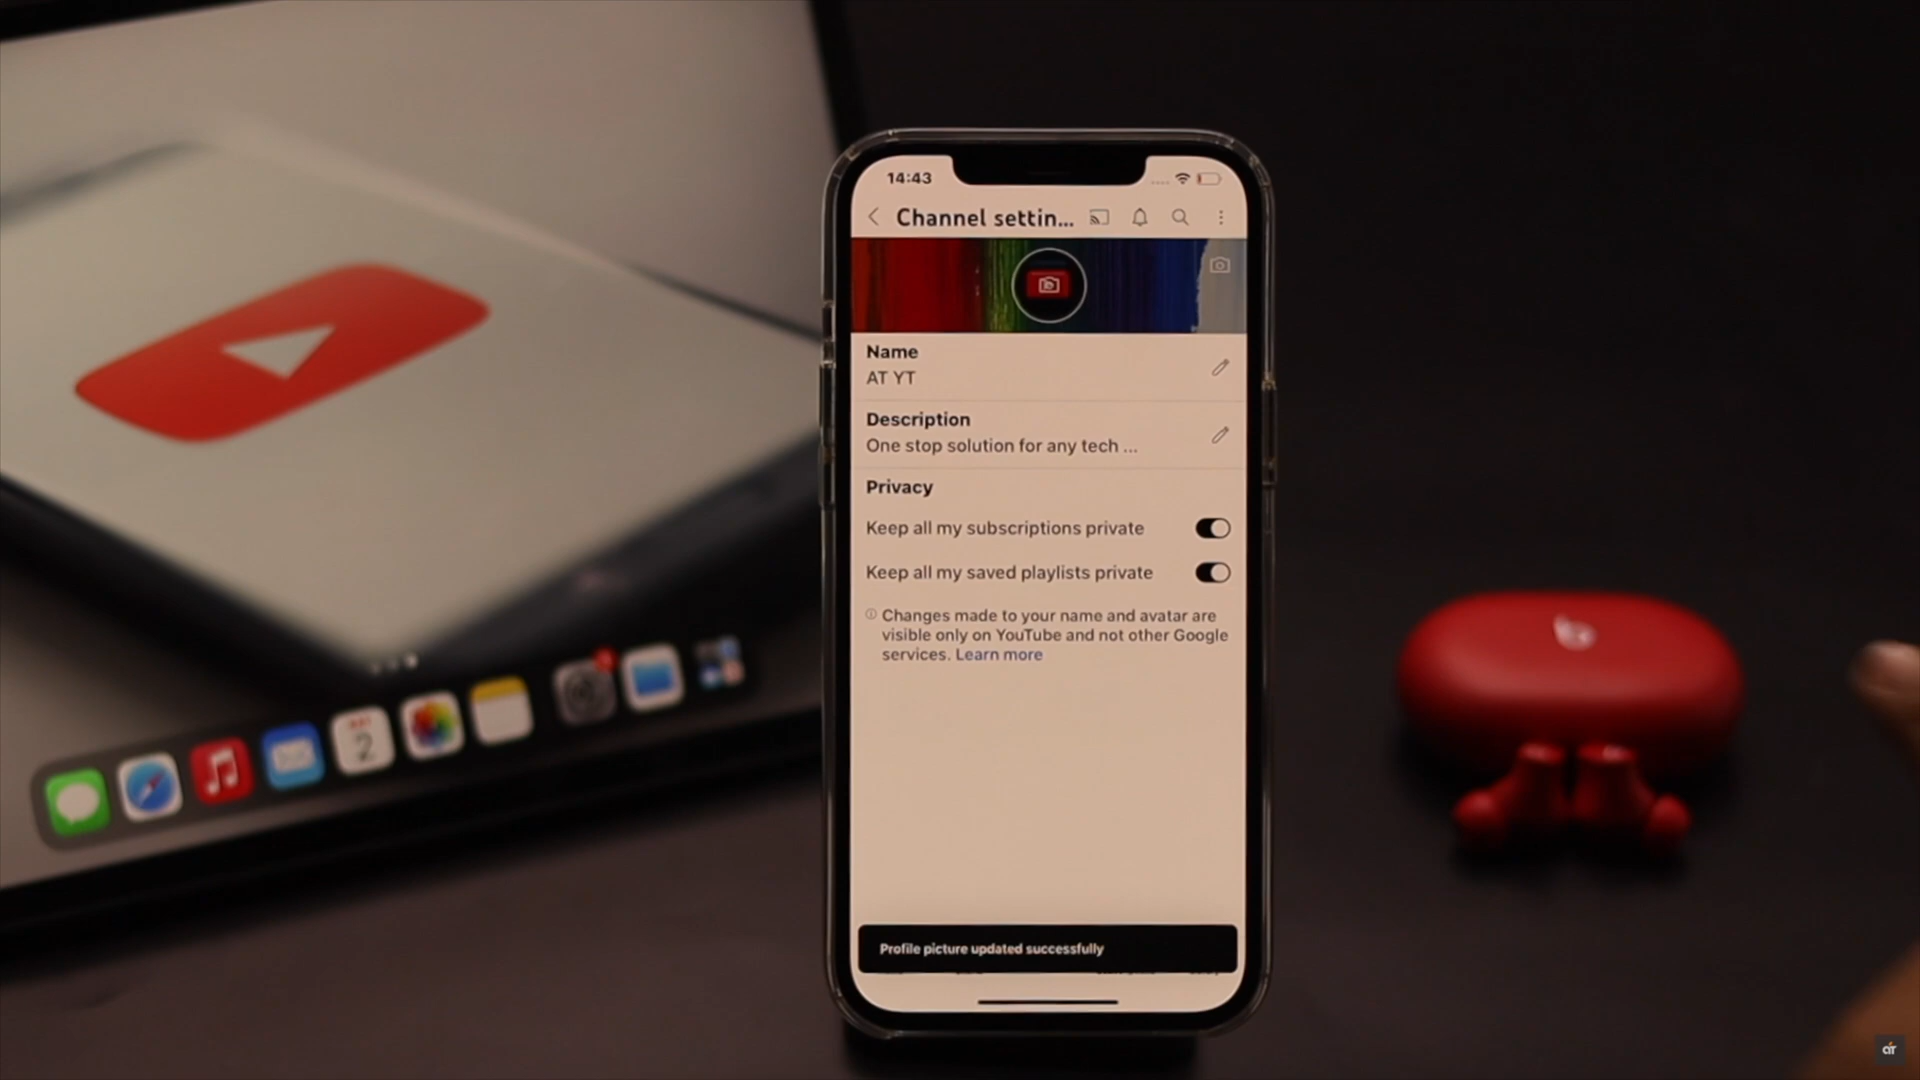 14:43
Channel settin...
Name
AT YT
Description
One stop solution for any tech ...
Privacy
Keep all my subscriptions private
Keep all my saved playlists private
Changes made to your name and avatar are
visible only on YouTube and not other Google
services. Learn more
Profile picture updated successfully
2